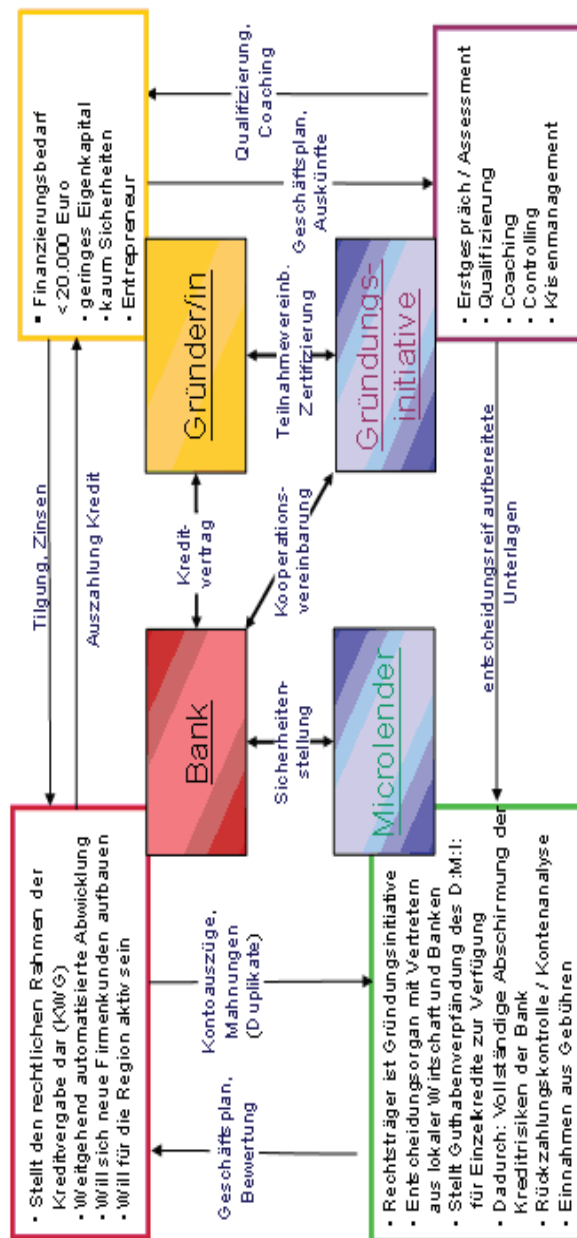 Stellt den rechtlichen Rahmen der
Kreditvergabe dar (KWG)
Weitgehend automatisierte Abwicklung
Will sich neue Firmenkunden aufbauen
Will für die Region aktiv sein
Tilgung, Zinsen
Auszahlung Kredit
Finanzierungsbedarf
<20.000 Euro
geringes Eigenkapital
kaum Sicherheiten
Entrepreneur
Bank
Kredit-
vertrag
Gründer/in
Geschäftsplan,
Bewertung
Kontoauszüge,
Mahnungen
(Duplikate)
Sicherheiten-
stellung
Kooperations-
vereinbarung
Teilnahmevereinb.
Zertifizierung
Geschäftsplan,
Auskünfte
Qualifizierung,
Coaching
Microlender
Gründungs-
initiative
Rechtsträger ist Gründungsinitiative
Entscheidungsorgan mit Vertretern
aus lokaler Wirtschaft und Banken
Stellt Guthabenverpfändung des D:M:I:
für Einzelkredite zur Verfügung
Dadurch: Vollständige Abschirmung der
Kreditrisiken der Bank
Rückzahlungskontrolle / Kontenanalyse
Einnahmen aus Gebühren
entscheidungsreif aufbereitete
Unterlagen
Erstgespräch / Assessment
Qualifizierung
Coaching
Controlling
Krisenmanagement